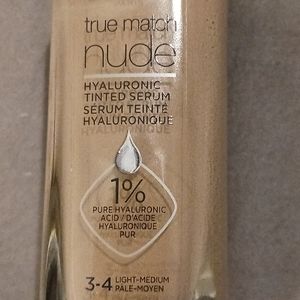 true match
nude
HYALURONIC
TINTED SERUM
SÉRUM TEINTÉ
HYALURONIQUE
1%
PURE HYALURONIC
ACID / D'ACIDE
HYALURONIQUE
PUR
3-4 LIGHT-MEDIUM
PALE-MOYEN